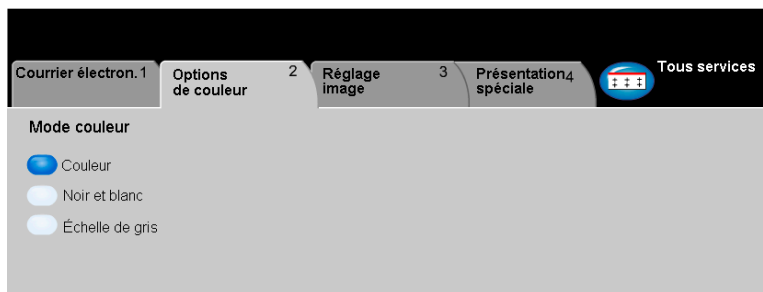 Courrier électron. 1
Options de couleur 2
Réglage image 3
Présentation 4 spéciale
Tous services
Mode couleur
Couleur
Noir et blanc
Échelle de gris